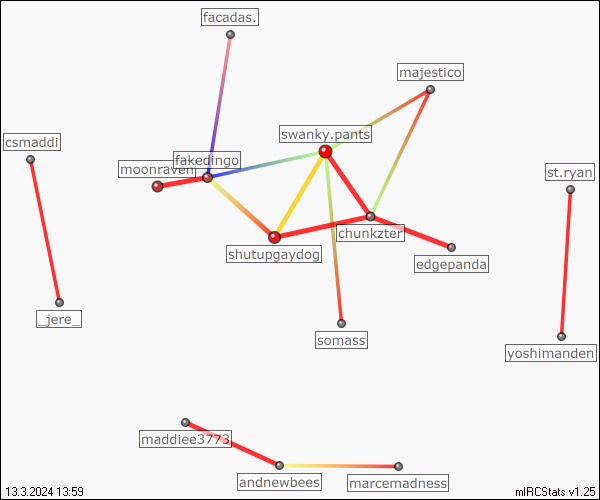 facadas.
majestico
swanky.pants
csmaddi
fakedingo
moonraven
st.ryan
chunkzter
shutupgaydog
edgepanda
_jere_
somass
yoshimanden
maddiee3773
andnewbees
marcemadness
13.3.2024 13:59
mIRCStats v1.25